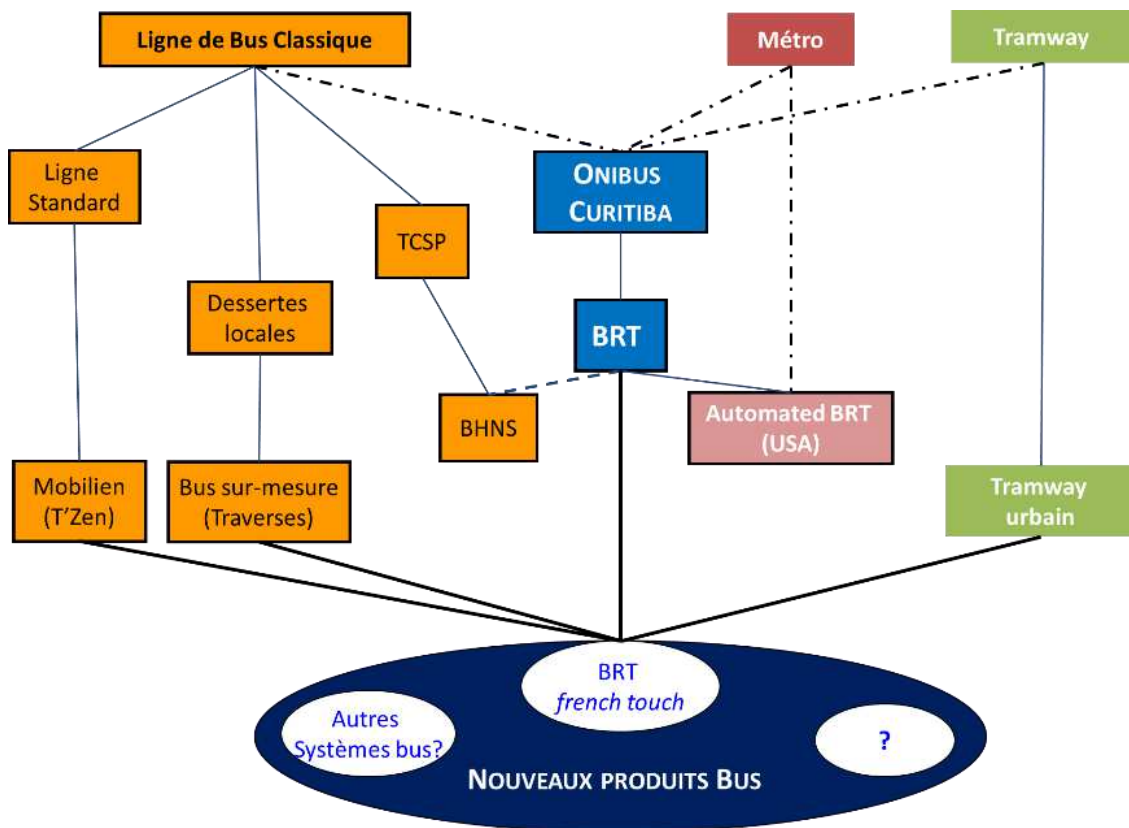 Ligne de Bus Classique
Métro
Tramway
Ligne
Standard
ONIBUS
CURITIBA
TCSP
Dessertes
locales
BRT
BHNS
Automated BRT
(USA)
Mobilien
(T'Zen)
Bus sur-mesure
(Traverses)
Tramway
urbain
BRT
french touch
Autres
Systèmes bus?
?
NOUVEAUX PRODUITS BUS